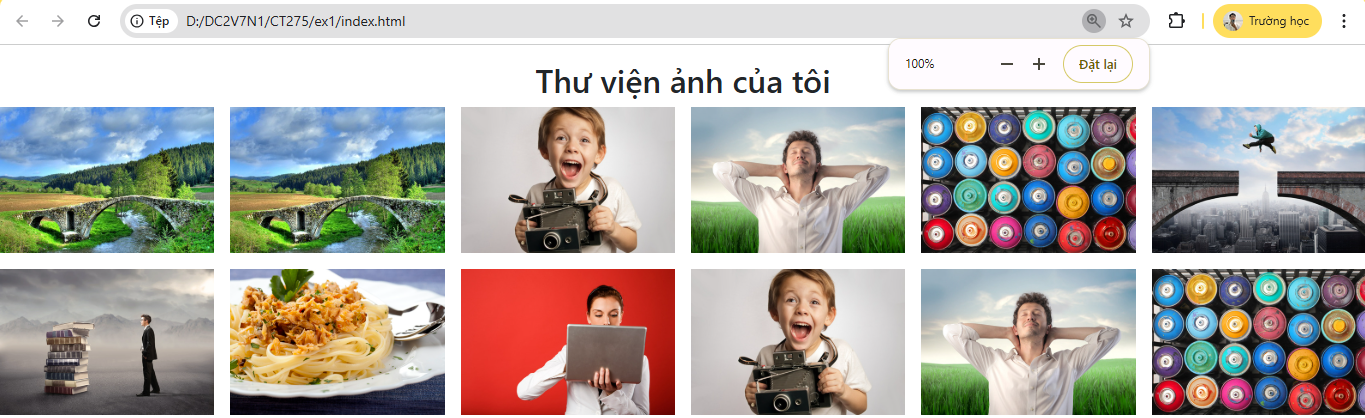 Tệp D:/DC2V7N1/CT275/ex1/index.html Trường học
100% Đặt lại
Thư viện ảnh của tôi